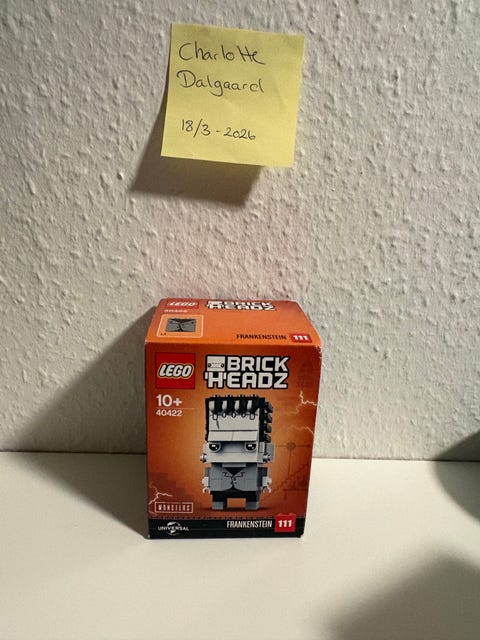 Charlotte
Dalgaard
18/3-2026
LEGO
BRICK
HEADZ
FRANKENSTEIN 111
LEGO
BRICK
HEADZ
10+
40422
MONSTERS
UNIVERSAL
FRANKENSTEIN 111